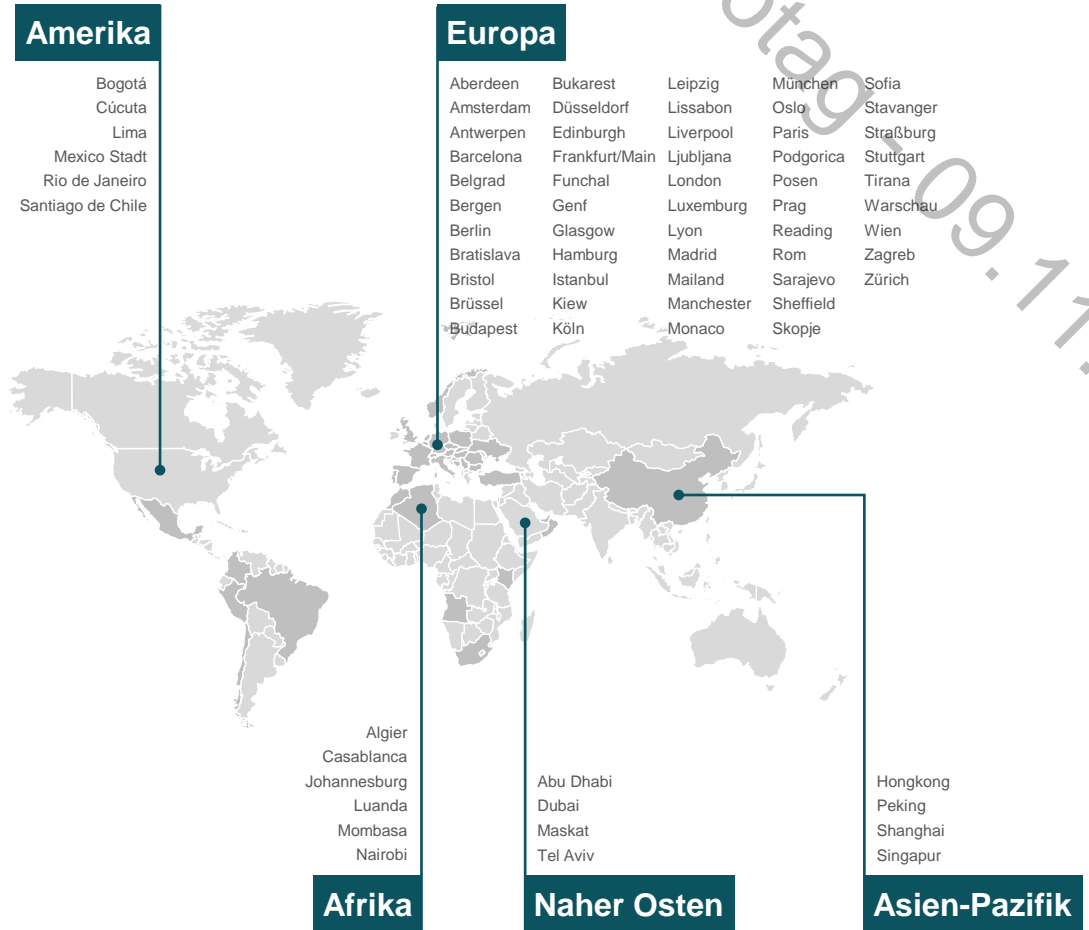 Amerika
Bogotá
Cúcuta
Lima
Mexico Stadt
Rio de Janeiro
Santiago de Chile
Europa
Aberdeen
Amsterdam
Antwerpen
Barcelona
Belgrad
Bergen
Berlin
Bratislava
Bristol
Brüssel
Budapest
Bukarest
Düsseldorf
Edinburgh
Frankfurt/Main
Funchal
Genf
Glasgow
Hamburg
Istanbul
Kiew
Köln
Leipzig
Lissabon
Liverpool
Ljubljana
London
Luxemburg
Lyon
Madrid
Mailand
Manchester
Monaco
München
Oslo
Paris
Podgorica
Posen
Prag
Reading
Rom
Sarajevo
Sheffield
Skopje
Sofia
Stavanger
Straßburg
Stuttgart
Tirana
Warschau
Wien
Zagreb
Zürich
Algier
Casablanca
Johannesburg
Luanda
Mombasa
Nairobi
Afrika
Abu Dhabi
Dubai
Maskat
Tel Aviv
Naher Osten
Hongkong
Peking
Shanghai
Singapur
Asien-Pazifik
otag - 09.11.